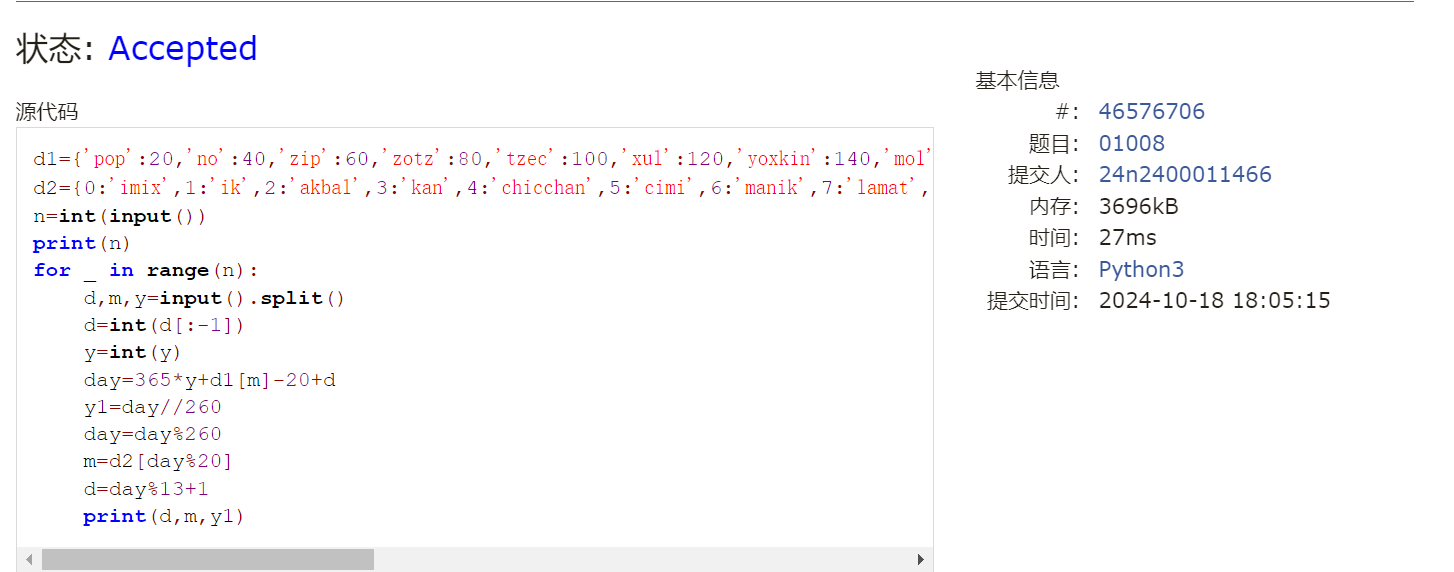 状态: Accepted
源代码
d1={'pop':20,'no':40,'zip':60,'zotz':80,'tzec':100,'xul':120,'yoxkin':140,'mol'
d2={0:'imix',1:'ik',2:'akbal',3:'kan',4:'chicchan',5:'cimi',6:'manik',7:'lamat',
n=int(input())
print(n)
for _ in range(n):
    d,m,y=input().split()
    d=int(d[:-1])
    y=int(y)
    day=365*y+d1[m]-20+d
    y1=day//260
    day=day%260
    m=d2[day%20]
    d=day%13+1
    print(d,m,y1)
基本信息
#: 46576706
题目: 01008
提交人: 24n2400011466
内存: 3696kB
时间: 27ms
语言: Python3
提交时间: 2024-10-18 18:05:15